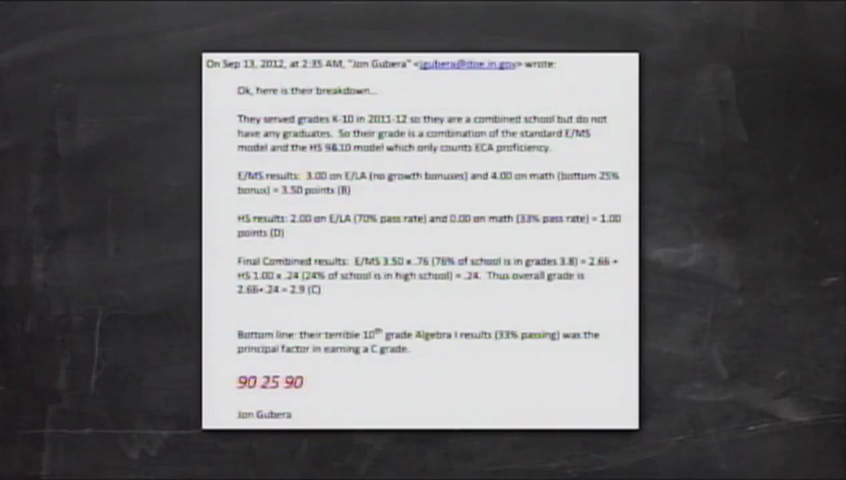 On Sep 13, 2012, at 2:35 AM, "Jon Gubera" <jgubera@doe.in.gov> wrote:
Ok, here is their breakdown...
They served grades K-10 in 2011-12 so they are a combined school but do not
have any graduates. So their grade is a combination of the standard E/MS
model and the HS 9&10 model which only counts ECA proficiency.
E/MS results: 3.00 on E/LA (no growth bonuses) and 4.00 on math (bottom 25%
bonus) = 3.50 points (B)
HS results: 2.00 on E/LA (70% pass rate) and 0.00 on math (33% pass rate) = 1.00
points (D)
Final Combined results: E/MS 3.50 x .76 (76% of school is in grades 3-8) = 2.66 +
HS 1.00 x .24 (24% of school is in high school) = .24. Thus overall grade is
2.66+.24 = 2.9 (C)
Bottom line: their terrible 10th grade Algebra I results (33% passing) was the
principal factor in earning a C grade.
90 25 90
Jon Gubera